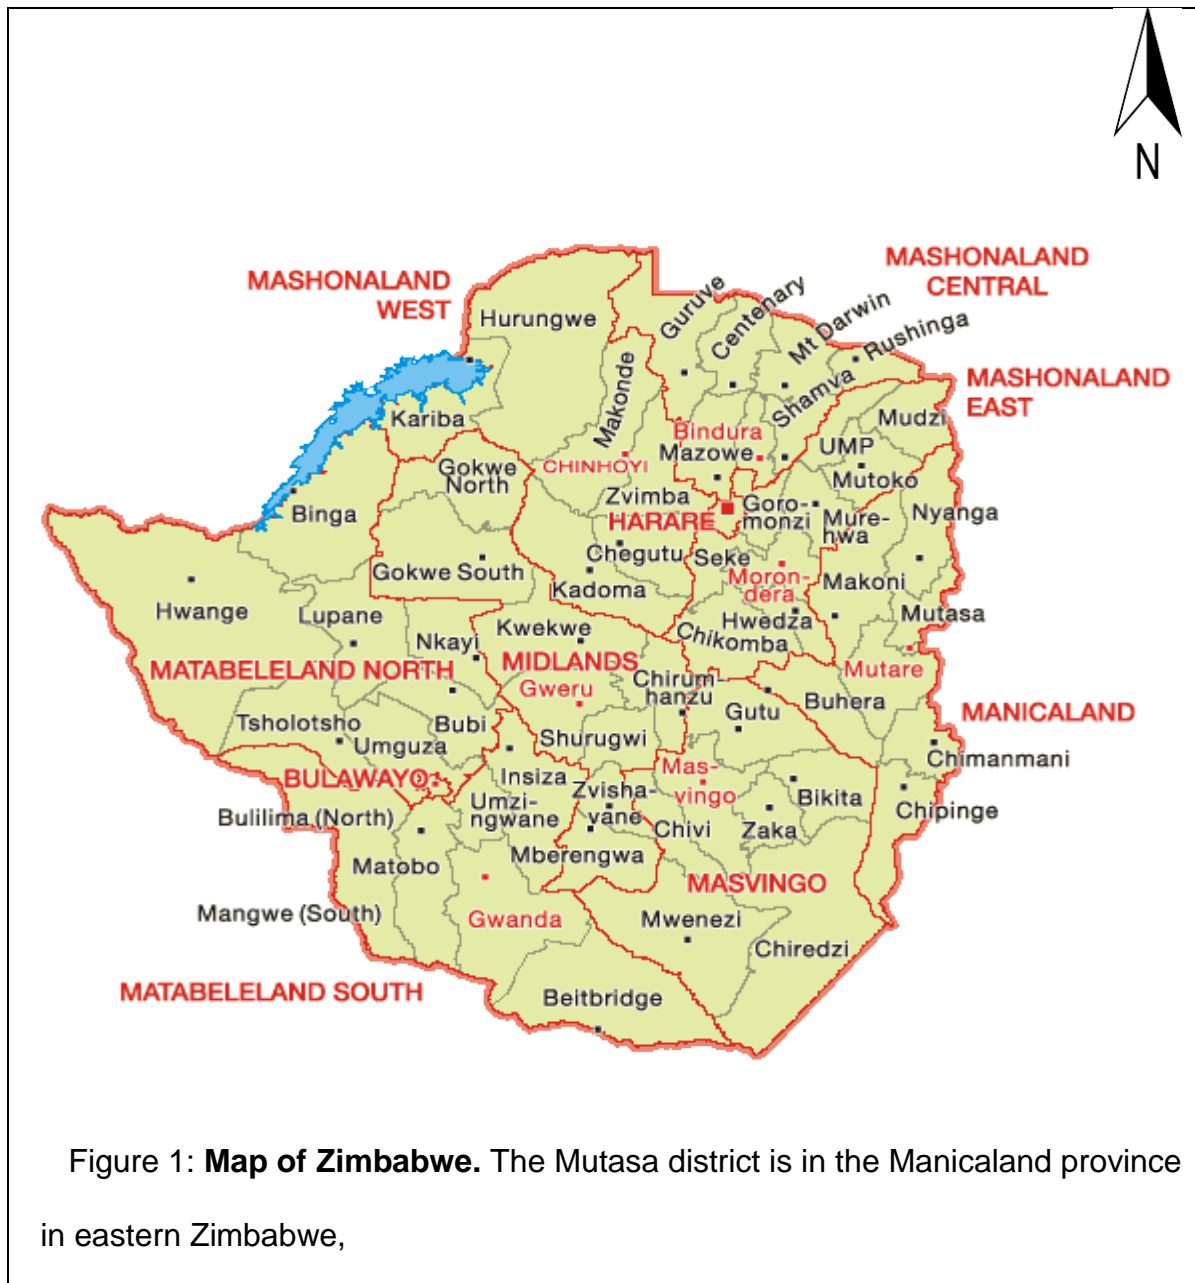 N
MASHONALAND
CENTRAL
MASHONALAND
WEST
Hurungwe
Guruve
Centenary
Mt Darwin
Rushinga
MASHONALAND
EAST
Makonde
Shamva
Kariba
Mudzi
Bindura
Mazowe
UMP
Gokwe
North
CHINHOYI
Mutoko
Zvimba
Binga
HARARE
Goro-
monzi
Mure-
hwa
Nyanga
Chegutu
Seke
Gokwe South
Kadoma
Moron-
dera
Makoni
Hwange
Lupane
Hwedza
Mutasa
Nkayi
Kwekwe
Chikomba
MATABELELAND NORTH
MIDLANDS
Mutare
Gweru
Chirum-
hanzu
Buhera
Tsholotsho
Bubi
Gutu
MANICALAND
Umguza
Shurugwi
Chimanmani
BULAWAYO
Insiza
Zvisha-
vane
Mas-
vingo
Bikita
Chipinge
Bulilima (North)
Umzi-
ngwane
Chivi
Zaka
Matobo
Mberengwa
MASVINGO
Mangwe (South)
Gwanda
Mwenezi
Chiredzi
MATABELELAND SOUTH
Beitbridge
Figure 1: Map of Zimbabwe. The Mutasa district is in the Manicaland province
in eastern Zimbabwe,